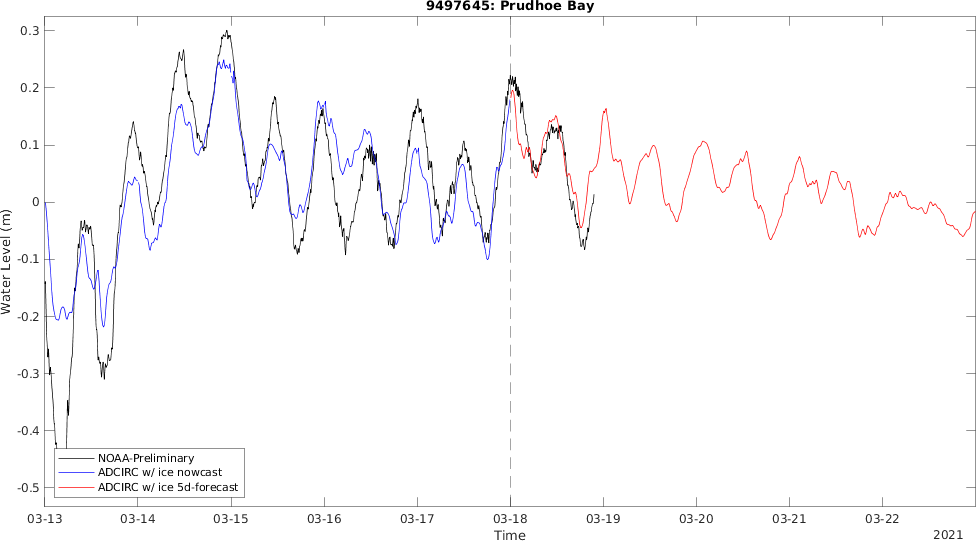 9497645: Prudhoe Bay
0.3
0.2
0.1
0
-0.1
-0.2
-0.3
-0.4
-0.5
Water Level (m)
NOAA-Preliminary
ADCIRC w/ ice nowcast
ADCIRC w/ ice 5d-forecast
03-13 03-14 03-15 03-16 03-17 03-18 03-19 03-20 03-21 03-22
Time
2021